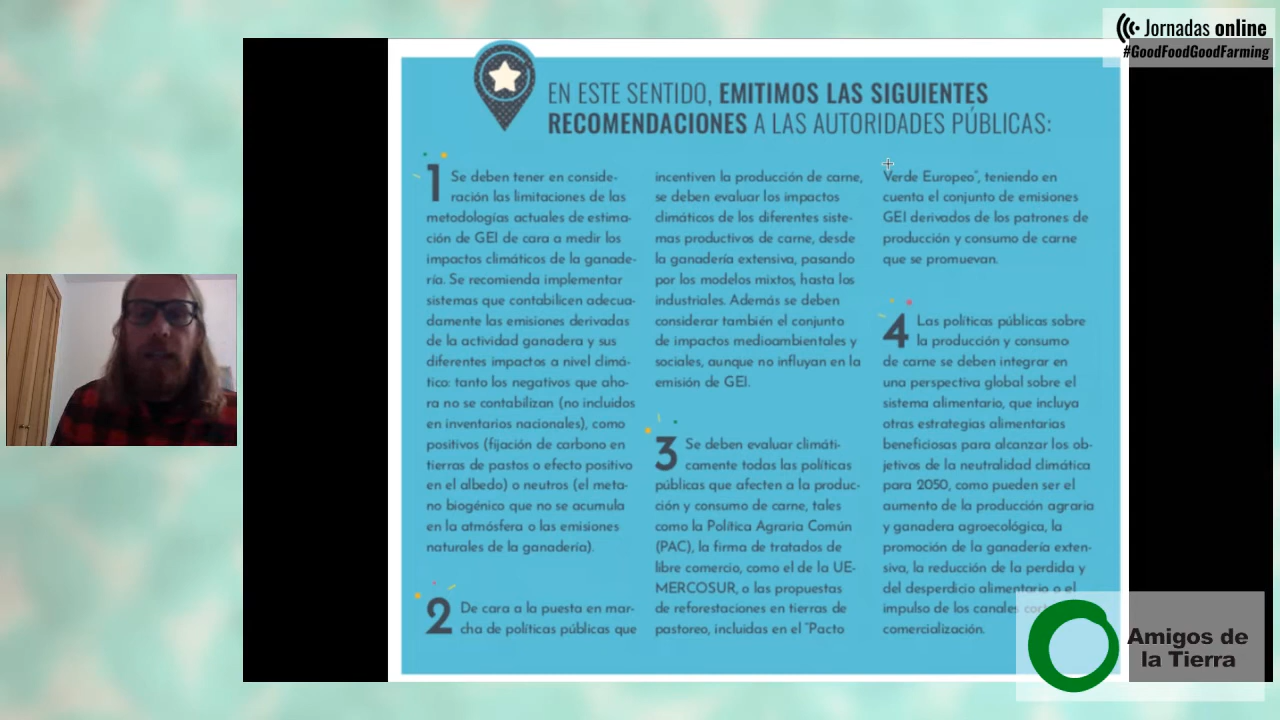 Jornadas online
#GoodFoodGoodFarming
EN ESTE SENTIDO, EMITIMOS LAS SIGUIENTES
RECOMENDACIONES A LAS AUTORIDADES PÚBLICAS:
1 Se deben tener en conside-
ración las limitaciones de las
metodologías actuales de estima-
ción de GEI de cara a medir los
impactos climáticos de la ganade-
ría. Se recomienda implementar
sistemas que contabilicen adecua-
damente las emisiones derivadas
de la actividad ganadera y sus
diferentes impactos a nivel climá-
tico: tanto los negativos que aho-
ra no se contabilizan (no incluidos
en inventarios nacionales), como
positivos (fijación de carbono en
tierras de pastos o efecto positivo
en el albedo) o neutros (el meta-
no biogénico que no se acumula
en la atmósfera o las emisiones
naturales de la ganadería).
2 De cara a la puesta en mar-
cha de políticas públicas que
incentiven la producción de carne,
se deben evaluar los impactos
climáticos de los diferentes siste-
mas productivos de carne, desde
la ganadería extensiva, pasando
por los modelos mixtos, hasta los
industriales. Además se deben
considerar también el conjunto
de impactos medioambientales y
sociales, aunque no influyan en la
emisión de GEI.
3 Se deben evaluar climáti-
camente todas las políticas
públicas que afecten a la produc-
ción y consumo de carne, tales
como la Política Agraria Común
(PAC), la firma de tratados de
libre comercio, como el de la UE-
MERCOSUR, o las propuestas
de reforestaciones en tierras de
pastoreo, incluidas en el "Pacto
Verde Europeo", teniendo en
cuenta el conjunto de emisiones
GEI derivados de los patrones de
producción y consumo de carne
que se promuevan.
4 Las políticas públicas sobre
la producción y consumo
de carne se deben integrar en
una perspectiva global sobre el
sistema alimentario, que incluya
otras estrategias alimentarias
beneficiosas para alcanzar los ob-
jetivos de la neutralidad climática
para 2050, como pueden ser el
aumento de la producción agraria
y ganadera agroecológica, la
promoción de la ganadería exten-
siva, la reducción de la perdida y
del desperdicio alimentario o el
impulso de los canales
comercialización.
Amigos de
la Tierra